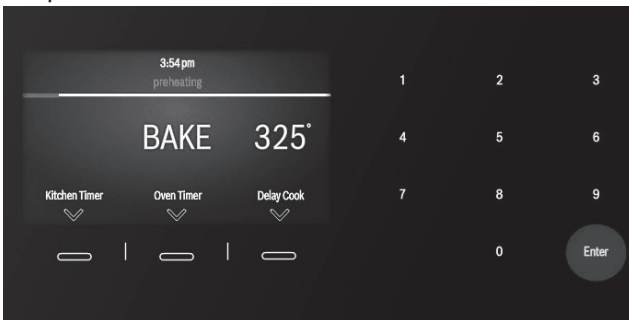 3:54 pm
preheating
BAKE 325°
Kitchen Timer Oven Timer Delay Cook
1 2 3
4 5 6
7 8 9
0 Enter